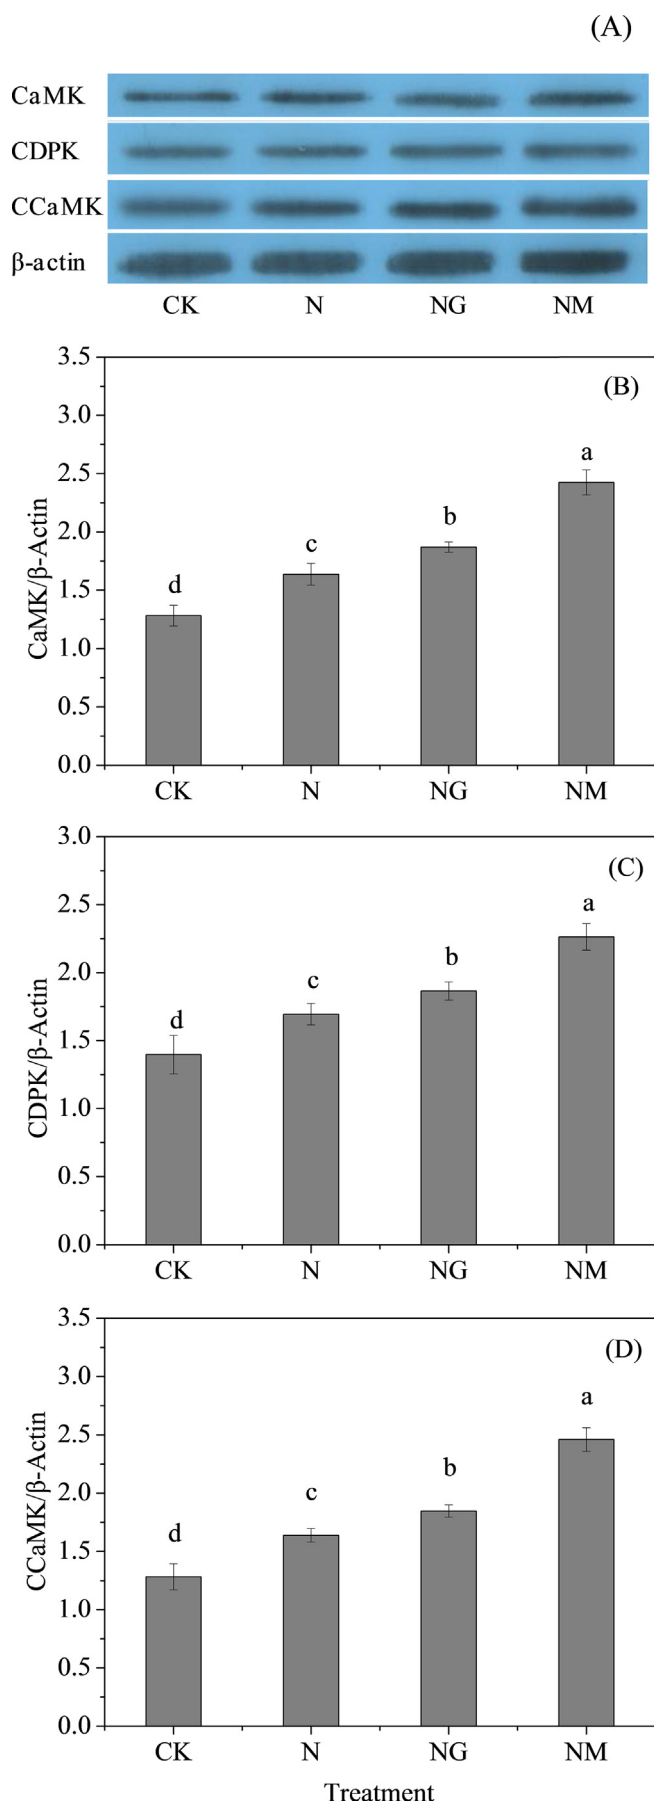 (A)
CaMK
CDPK
CCaMK
β-actin
CK N NG NM
3.5
3.0
2.5
2.0
1.5
1.0
0.5
0.0
CaMK/β-Actin
(B)
d
c
b
a
CK N NG NM
3.0
2.5
2.0
1.5
1.0
0.5
0.0
CDPK/β-Actin
(C)
d
c
b
a
CK N NG NM
3.5
3.0
2.5
2.0
1.5
1.0
0.5
0.0
CCaMK/β-Actin
(D)
d
c
b
a
CK N NG NM
Treatment